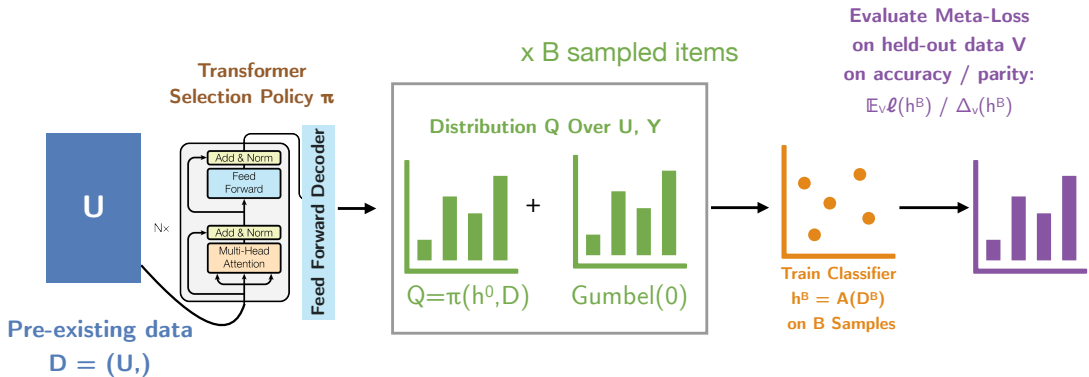 U
Pre-existing data
D = (U,)
Transformer
Selection Policy π
N×
Add & Norm
Feed
Forward
Add & Norm
Multi-Head
Attention
Feed Forward Decoder
x B sampled items
Distribution Q Over U, Y
+
Q=π(h⁰,D)
Gumbel(0)
Train Classifier
hᴮ = A(Dᴮ)
on B Samples
Evaluate Meta-Loss
on held-out data V
on accuracy / parity:
𝔼ᵥℓ(hᴮ) / Δᵥ(hᴮ)